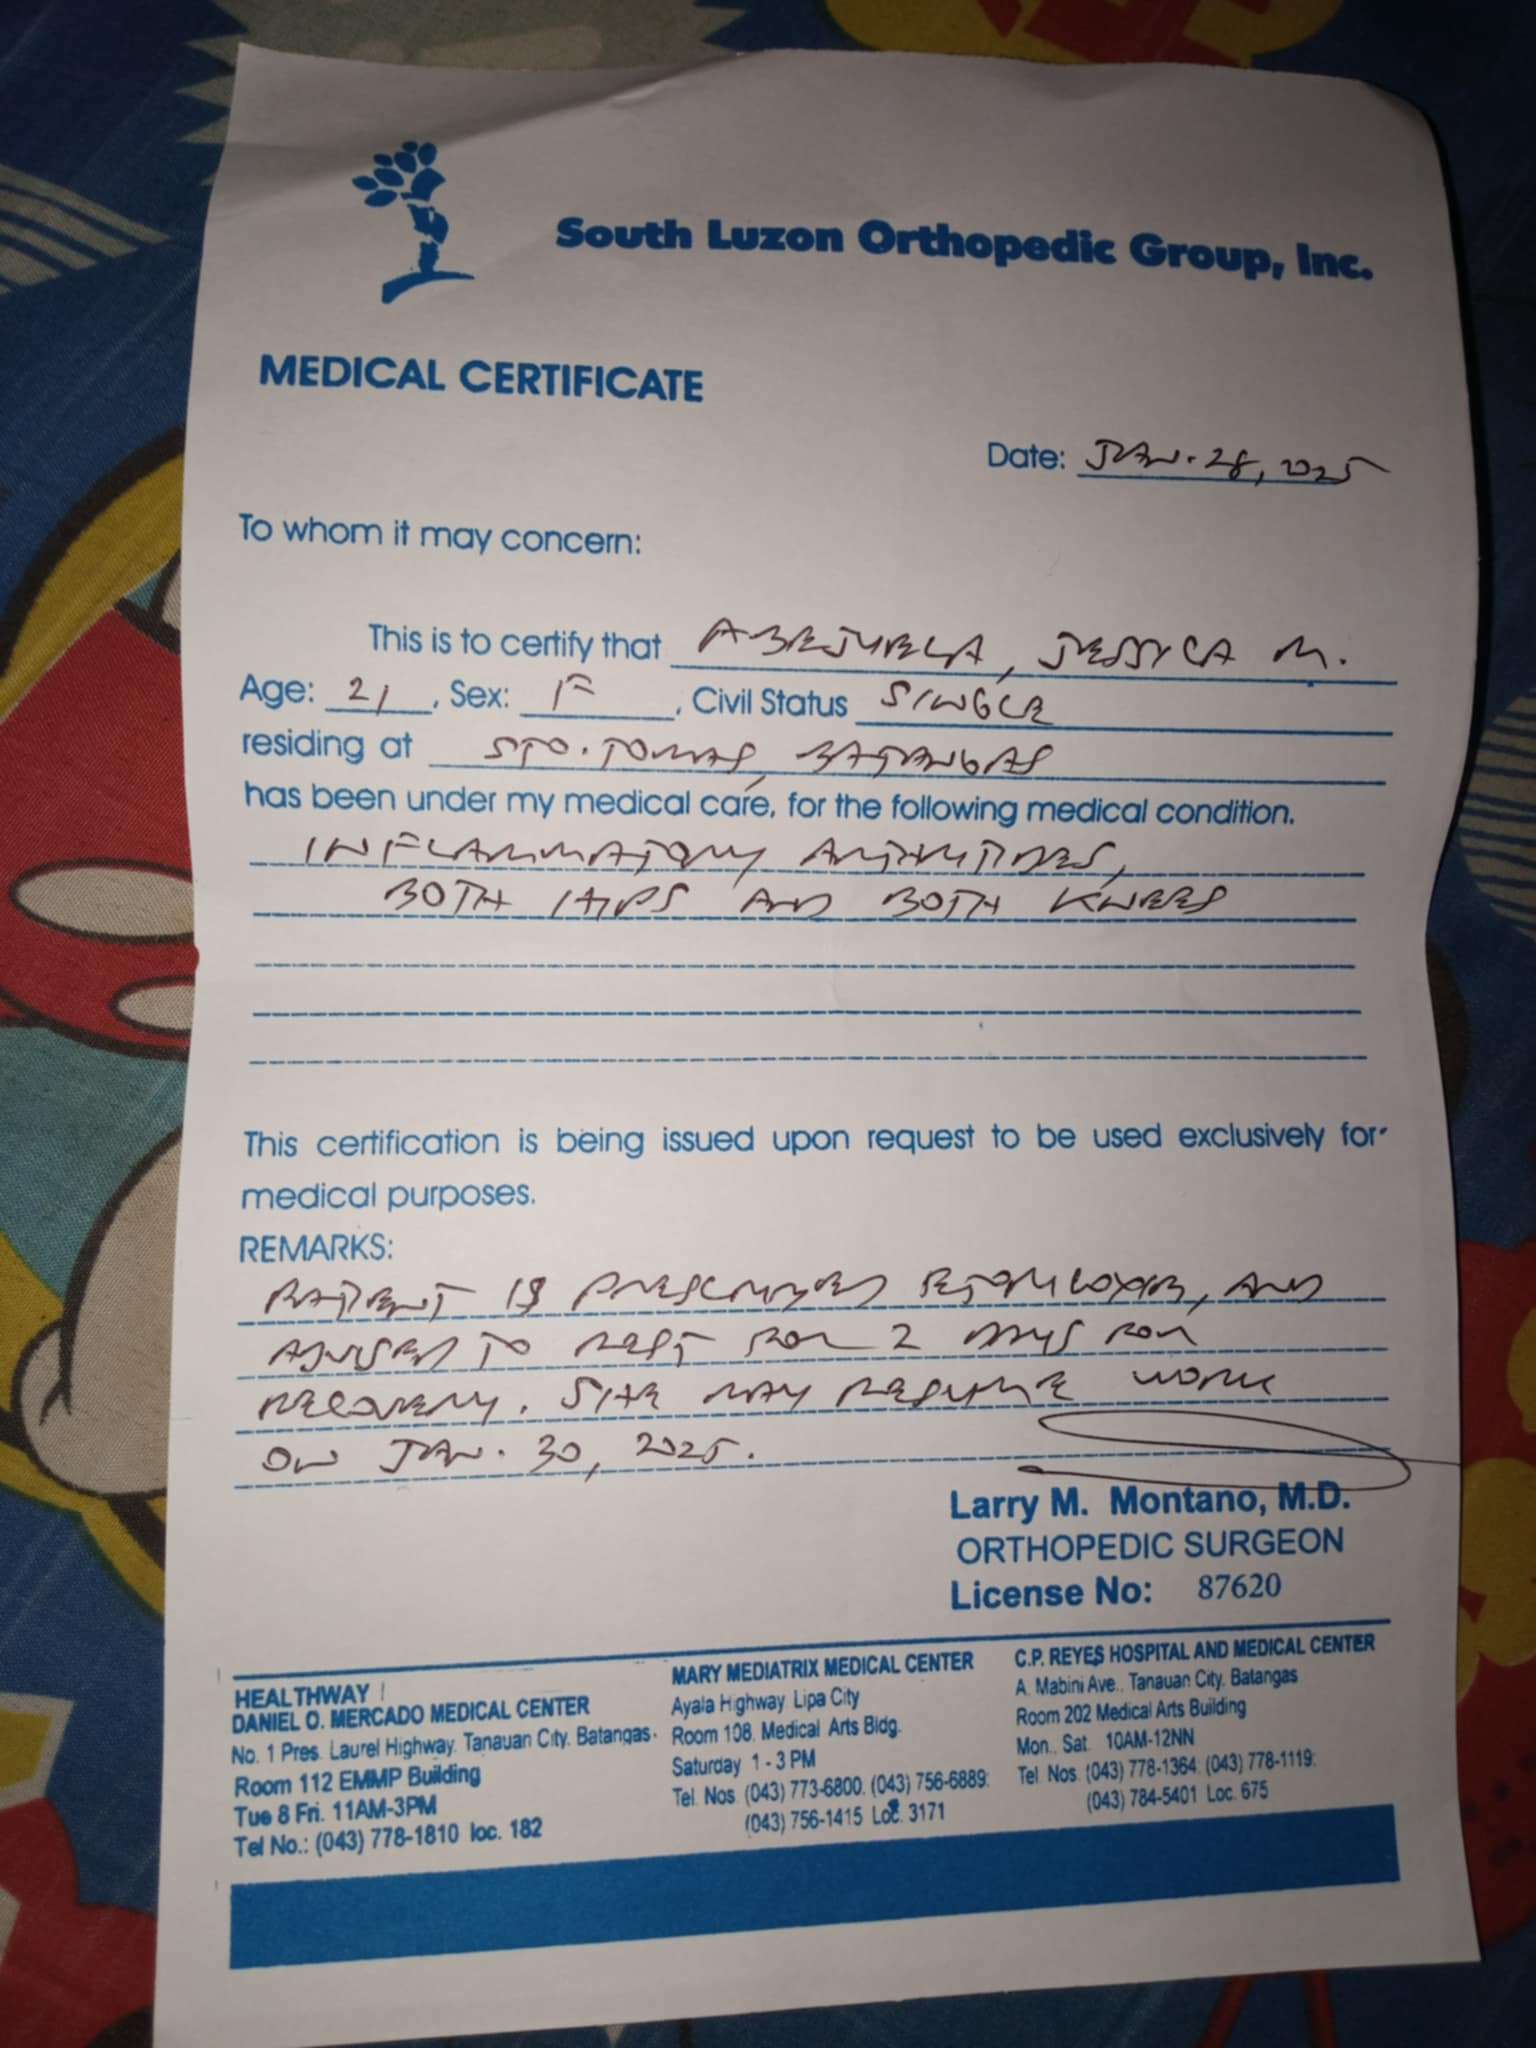 South Luzon Orthopedic Group, Inc.
MEDICAL CERTIFICATE
Date: JAN. 28, 2025
To whom it may concern:
This is to certify that ABEJUELA, JESSICA M.
Age: 21, Sex: F, Civil Status SINGLE
residing at STO. TOMAS, BATANGAS
has been under my medical care, for the following medical condition.
INFLAMMATORY ARTHRITIDES,
BOTH HIPS AND BOTH KNEES
This certification is being issued upon request to be used exclusively for
medical purposes.
REMARKS:
PATIENT IS PRESCRIBED ETORICOXIB, AND
ADVISED TO REST FOR 2 DAYS FOR
RECOVERY. SHE MAY RESUME WORK
ON JAN. 30, 2025.
Larry M. Montano, M.D.
ORTHOPEDIC SURGEON
License No: 87620
HEALTHWAY
DANIEL O. MERCADO MEDICAL CENTER
No. 1 Pres. Laurel Highway. Tanauan City. Batangas.
Room 112 EMMP Building
Tue 8 Fri. 11AM-3PM
Tel No.: (043) 778-1810 loc. 182
MARY MEDIATRIX MEDICAL CENTER
Ayala Highway Lipa City
Room 108. Medical Arts Bldg.
Saturday 1 - 3 PM
Tel. Nos. (043) 773-6800. (043) 756-6889:
(043) 756-1415 Loc. 3171
C.P. REYES HOSPITAL AND MEDICAL CENTER
A. Mabini Ave., Tanauan City. Batangas
Room 202 Medical Arts Building
Mon.. Sat. 10AM-12NN
Tel. Nos. (043) 778-1364: (043) 778-1119:
(043) 784-5401 Loc. 675